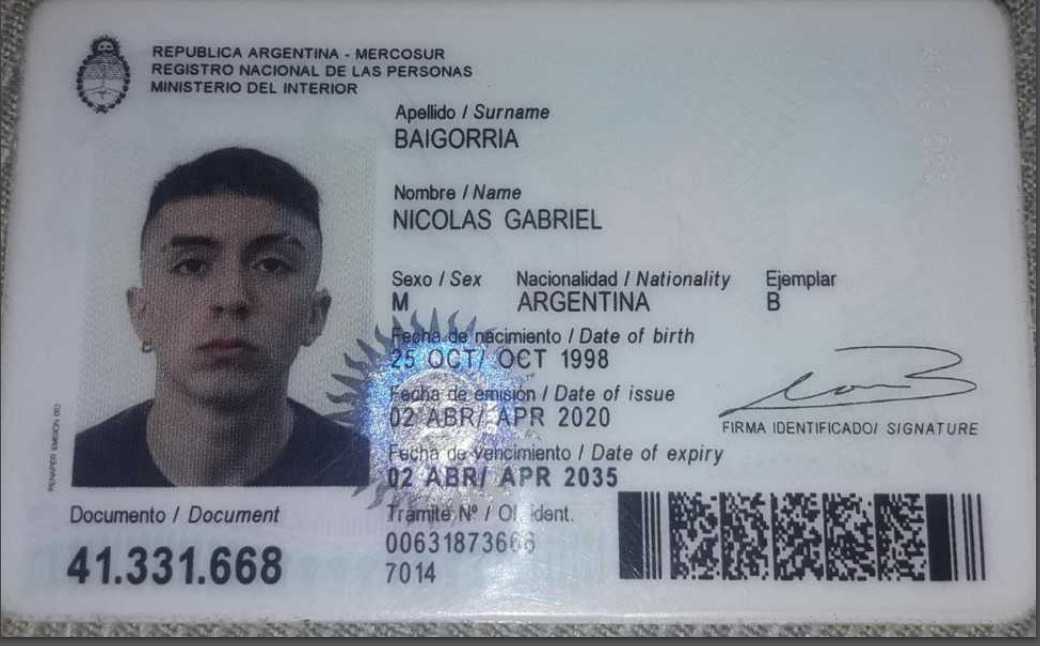 REPUBLICA ARGENTINA - MERCOSUR
REGISTRO NACIONAL DE LAS PERSONAS
MINISTERIO DEL INTERIOR
Apellido / Surname
BAIGORRIA
Nombre / Name
NICOLAS GABRIEL
Sexo / Sex Nacionalidad / Nationality Ejemplar
M ARGENTINA B
Fecha de nacimiento / Date of birth
25 OCT/ OCT 1998
Fecha de emisión / Date of issue
02 ABR/ APR 2020
FIRMA IDENTIFICADO/ SIGNATURE
Fecha de vencimiento / Date of expiry
02 ABR/ APR 2035
Documento / Document
41.331.668
Trámite Nº / Of. Ident.
00631873666
7014